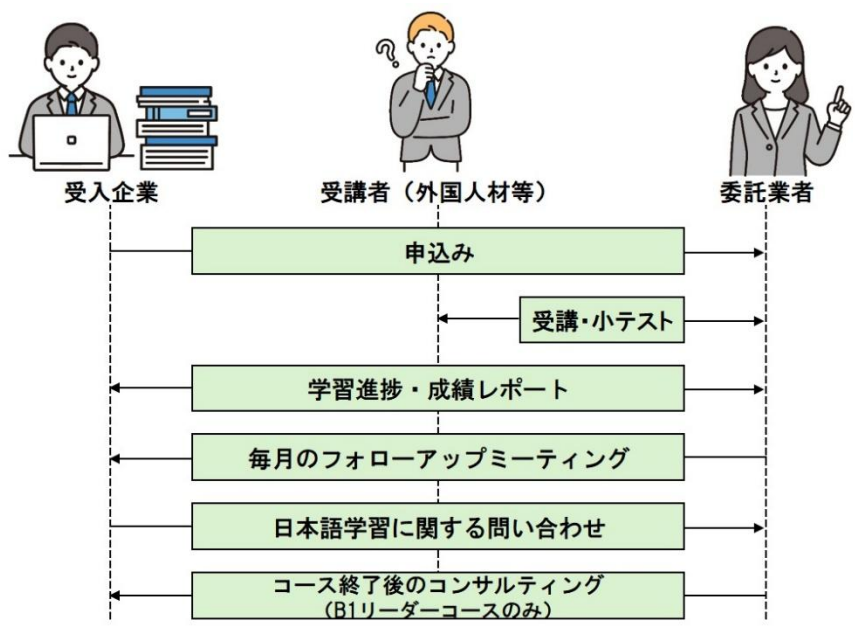 受入企業
受講者（外国人材等）
委託業者
申込み
受講・小テスト
学習進捗・成績レポート
毎月のフォローアップミーティング
日本語学習に関する問い合わせ
コース終了後のコンサルティング
（B1リーダーコースのみ）